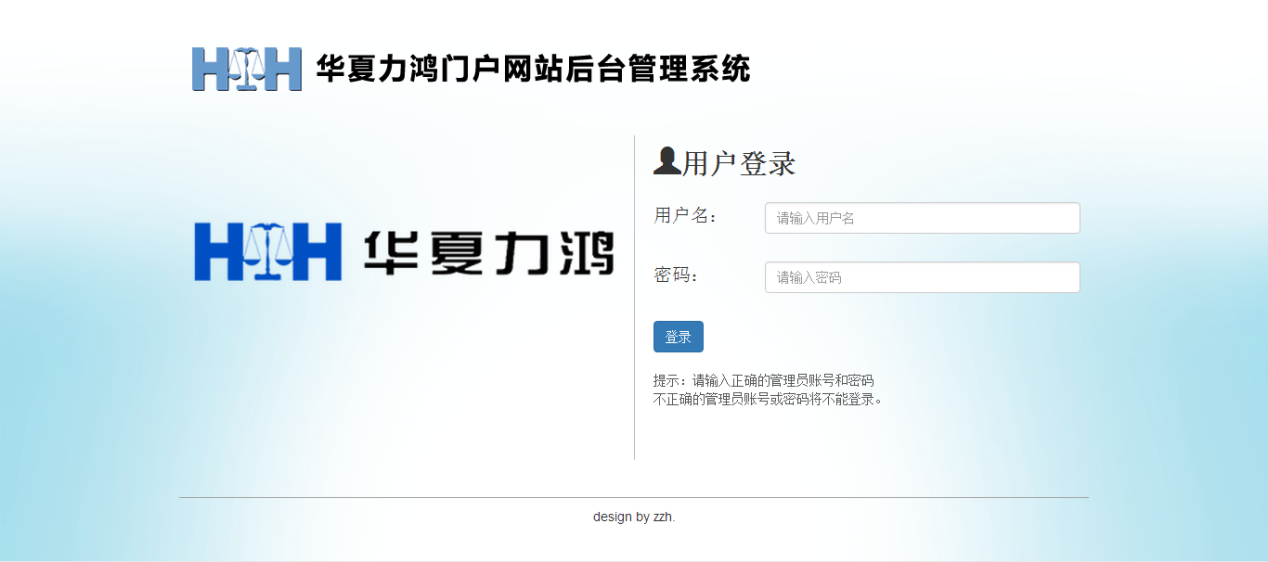 HH 华夏力鸿门户网站后台管理系统
HH 华夏力鸿
用户登录
用户名：
请输入用户名
密码：
请输入密码
登录
提示：请输入正确的管理员账号和密码
不正确的管理员账号或密码将不能登录。
design by zzh.